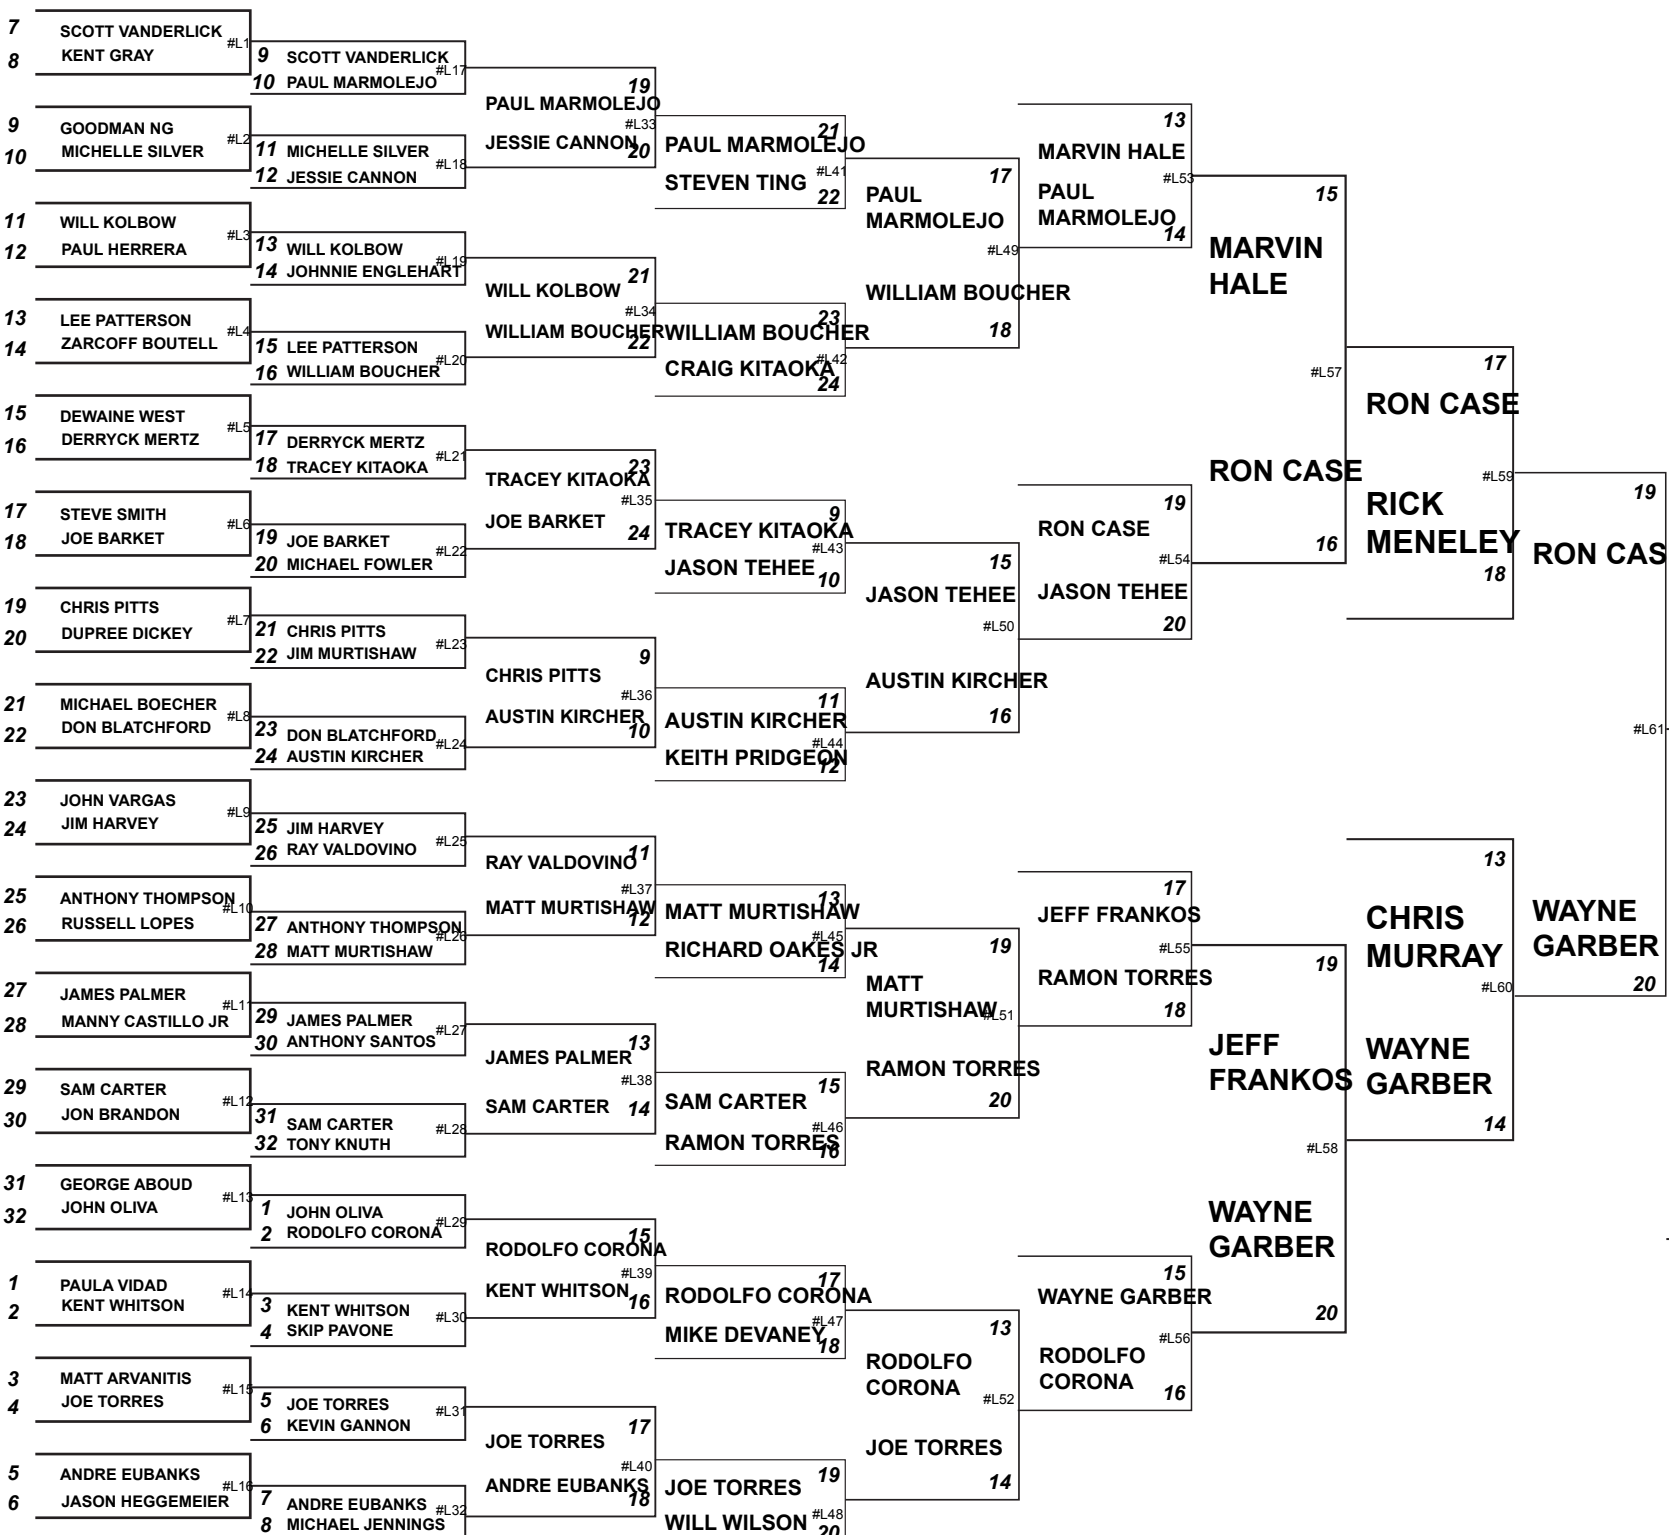 7 SCOTT VANDERLICK
8 KENT GRAY
#L1
9 GOODMAN NG
10 MICHELLE SILVER
#L2
11 WILL KOLBOW
12 PAUL HERRERA
#L3
13 LEE PATTERSON
14 ZARCOFF BOUTELL
#L4
15 DEWAINE WEST
16 DERRYCK MERTZ
#L5
17 STEVE SMITH
18 JOE BARKET
#L6
19 CHRIS PITTS
20 DUPREE DICKEY
#L7
21 MICHAEL BOECHER
22 DON BLATCHFORD
#L8
23 JOHN VARGAS
24 JIM HARVEY
#L9
25 ANTHONY THOMPSON
26 RUSSELL LOPES
#L10
27 JAMES PALMER
28 MANNY CASTILLO JR
#L11
29 SAM CARTER
30 JON BRANDON
#L12
31 GEORGE ABOUD
32 JOHN OLIVA
#L13
1 PAULA VIDAD
2 KENT WHITSON
#L14
3 MATT ARVANITIS
4 JOE TORRES
#L15
5 ANDRE EUBANKS
6 JASON HEGGEMEIER
#L16
9 SCOTT VANDERLICK
10 PAUL MARMOLEJO
#L17
11 MICHELLE SILVER
12 JESSIE CANNON
#L18
13 WILL KOLBOW
14 JOHNNIE ENGLEHART
#L19
15 LEE PATTERSON
16 WILLIAM BOUCHER
#L20
17 DERRYCK MERTZ
18 TRACEY KITAOKA
#L21
19 JOE BARKET
20 MICHAEL FOWLER
#L22
21 CHRIS PITTS
22 JIM MURTISHAW
#L23
23 DON BLATCHFORD
24 AUSTIN KIRCHER
#L24
25 JIM HARVEY
26 RAY VALDOVINO
#L25
27 ANTHONY THOMPSON
28 MATT MURTISHAW
#L26
29 JAMES PALMER
30 ANTHONY SANTOS
#L27
31 SAM CARTER
32 TONY KNUTH
#L28
1 JOHN OLIVA
2 RODOLFO CORONA
#L29
3 KENT WHITSON
4 SKIP PAVONE
#L30
5 JOE TORRES
6 KEVIN GANNON
#L31
7 ANDRE EUBANKS
8 MICHAEL JENNINGS
#L32
19
PAUL MARMOLEJO
#L33
JESSIE CANNON
20
WILL KOLBOW 21
#L34
WILLIAM BOUCHER
22
23
TRACEY KITAOKA
#L35
JOE BARKET
24
9
CHRIS PITTS
#L36
AUSTIN KIRCHER
10
RAY VALDOVINO 11
#L37
MATT MURTISHAW
12
13
JAMES PALMER
#L38
SAM CARTER 14
15
RODOLFO CORONA
#L39
KENT WHITSON
16
17
JOE TORRES
#L40
ANDRE EUBANKS
18
21
PAUL MARMOLEJO
#L41
STEVEN TING
22
23
WILLIAM BOUCHER
#L42
CRAIG KITAOKA
24
9
TRACEY KITAOKA
#L43
JASON TEHEE
10
11
AUSTIN KIRCHER
#L44
KEITH PRIDGEON
12
13
MATT MURTISHAW
#L45
RICHARD OAKES JR
14
15
SAM CARTER
#L46
RAMON TORRES
16
17
RODOLFO CORONA
#L47
MIKE DEVANEY
18
19
JOE TORRES
#L48
WILL WILSON
20
17
PAUL
MARMOLEJO
#L49
WILLIAM BOUCHER
18
15
JASON TEHEE
#L50
AUSTIN KIRCHER
16
19
MATT
MURTISHAW
#L51
RAMON TORRES
20
13
RODOLFO
CORONA
#L52
JOE TORRES
14
13
MARVIN HALE
#L53
PAUL
MARMOLEJO
14
19
RON CASE
#L54
JASON TEHEE
20
17
JEFF FRANKOS
#L55
RAMON TORRES
18
15
WAYNE GARBER
#L56
RODOLFO
CORONA
16
15
MARVIN
HALE
#L57
RON CASE
16
19
JEFF
FRANKOS
#L58
WAYNE
GARBER
20
17
RON CASE
#L59
RICK
MENELEY
18
13
CHRIS
MURRAY
#L60
WAYNE
GARBER
14
19
RON CAS
#L61
WAYNE
GARBER
20